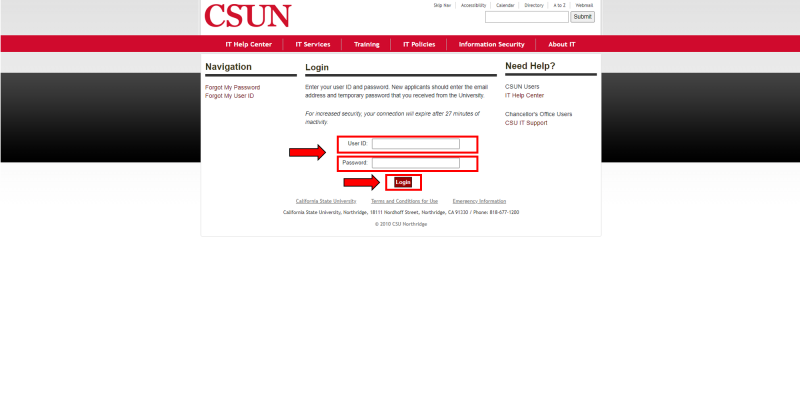 CSUN
Skip Nav Accessibility Calendar Directory A to Z Webmail
Submit
IT Help Center IT Services Training IT Policies Information Security About IT
Navigation
Forgot My Password
Forgot My User ID
Login
Enter your user ID and password. New applicants should enter the email
address and temporary password that you received from the University.
For increased security, your connection will expire after 27 minutes of
inactivity.
User ID
Password:
Login
Need Help?
CSUN Users
IT Help Center
Chancellor's Office Users
CSU IT Support
California State University Terms and Conditions for Use Emergency Information
California State University, Northridge, 18111 Nordhoff Street, Northridge, CA 91330 / Phone: 818-677-1200
© 2010 CSU Northridge